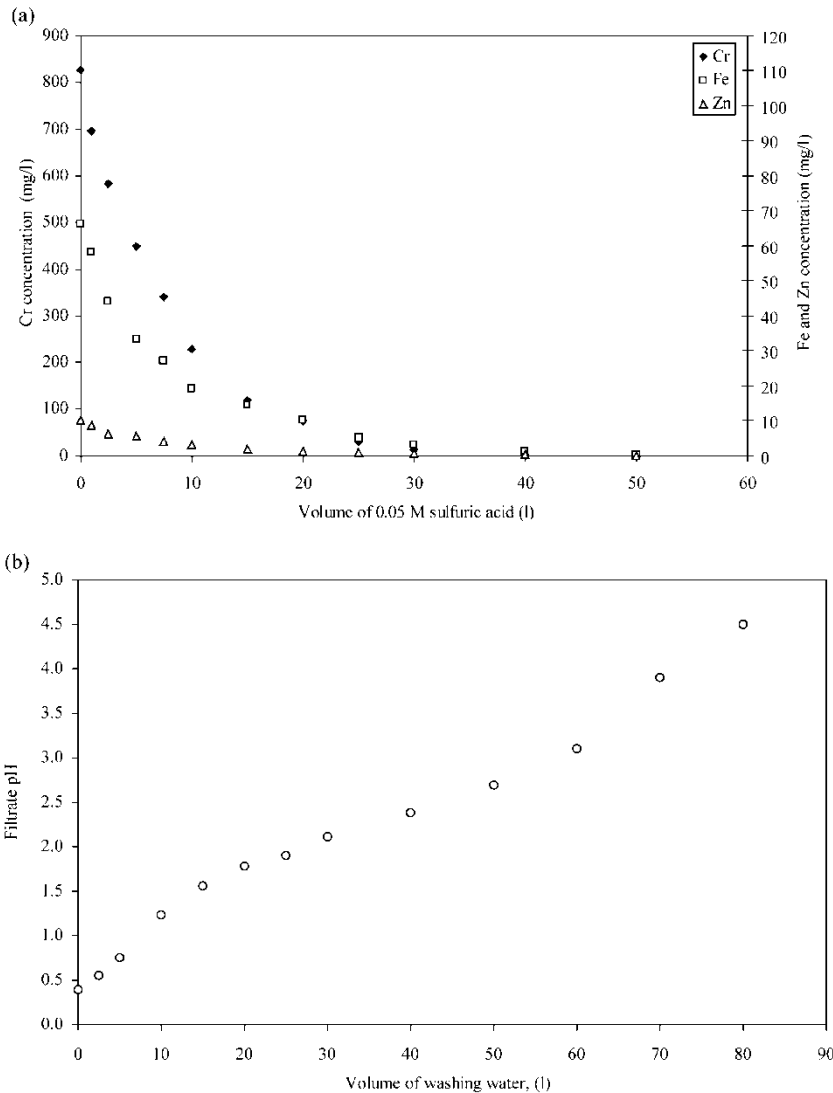 (a)
900
800
700
600
500
400
300
200
100
0
Cr concentration (mg/l)
120
110
100
90
80
70
60
50
40
30
20
10
0
Fe and Zn concentration (mg/l)
Cr
Fe
Zn
0 10 20 30 40 50 60
Volume of 0.05 M sulfuric acid (l)
(b)
5.0
4.5
4.0
3.5
3.0
2.5
2.0
1.5
1.0
0.5
0.0
Filtrate pH
0 10 20 30 40 50 60 70 80 90
Volume of washing water, (l)